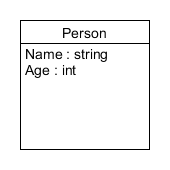 Person
Name : string
Age : int